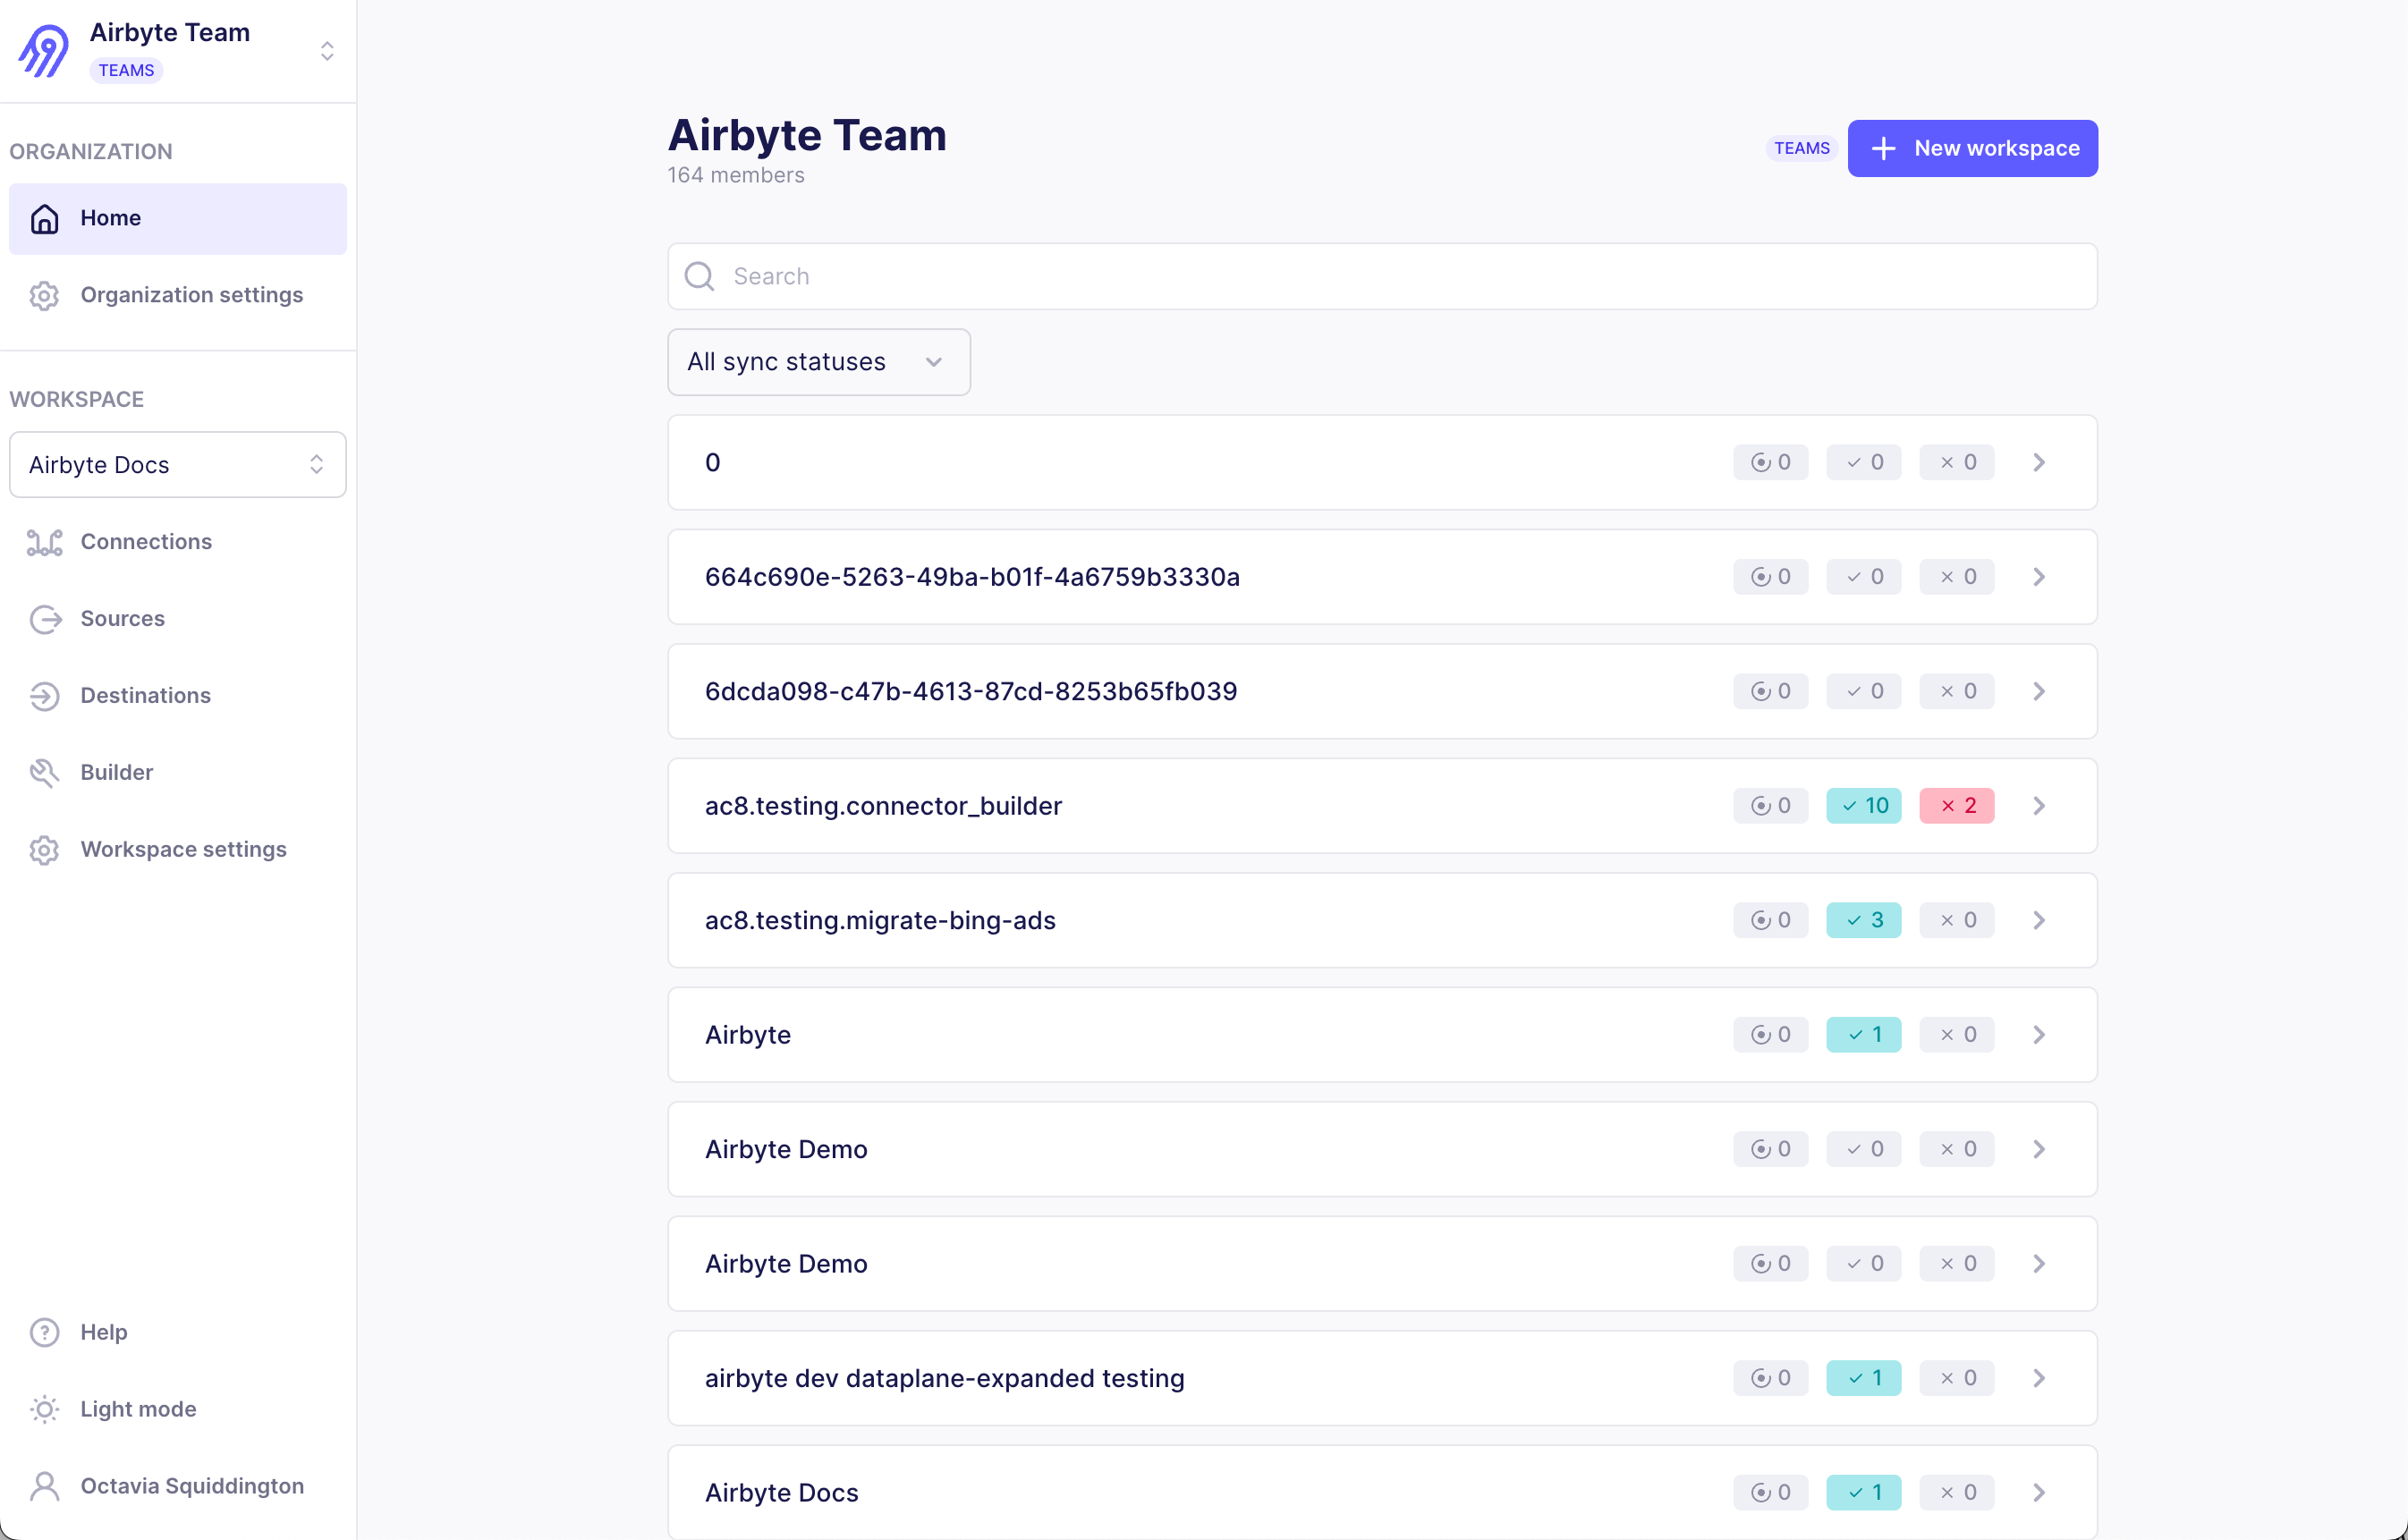 Airbyte Team
TEAMS
ORGANIZATION
Home
Organization settings
WORKSPACE
Airbyte Docs
Connections
Sources
Destinations
Builder
Workspace settings
Help
Light mode
Octavia Squiddington
Airbyte Team
164 members
TEAMS
New workspace
Search
All sync statuses
0 0 0 0
664c690e-5263-49ba-b01f-4a6759b3330a 0 0 0
6dcda098-c47b-4613-87cd-8253b65fb039 0 0 0
ac8.testing.connector_builder 0 10 2
ac8.testing.migrate-bing-ads 0 3 0
Airbyte 0 1 0
Airbyte Demo 0 0 0
Airbyte Demo 0 0 0
airbyte dev dataplane-expanded testing 0 1 0
Airbyte Docs 0 1 0